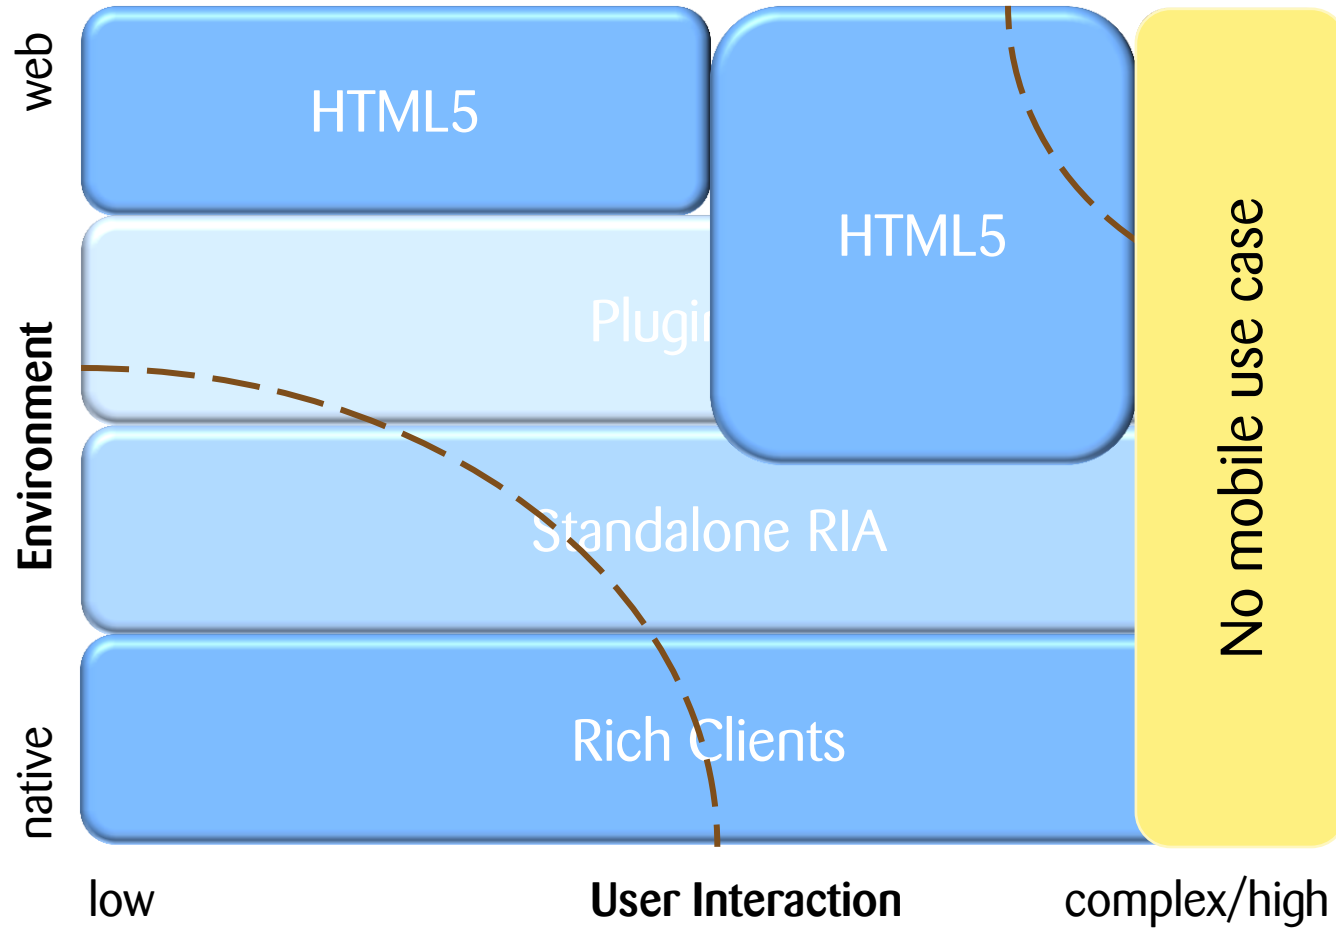 web
HTML5
HTML5
Environment
Standalone RIA
native
Rich Clients
No mobile use case
low
User Interaction
complex/high